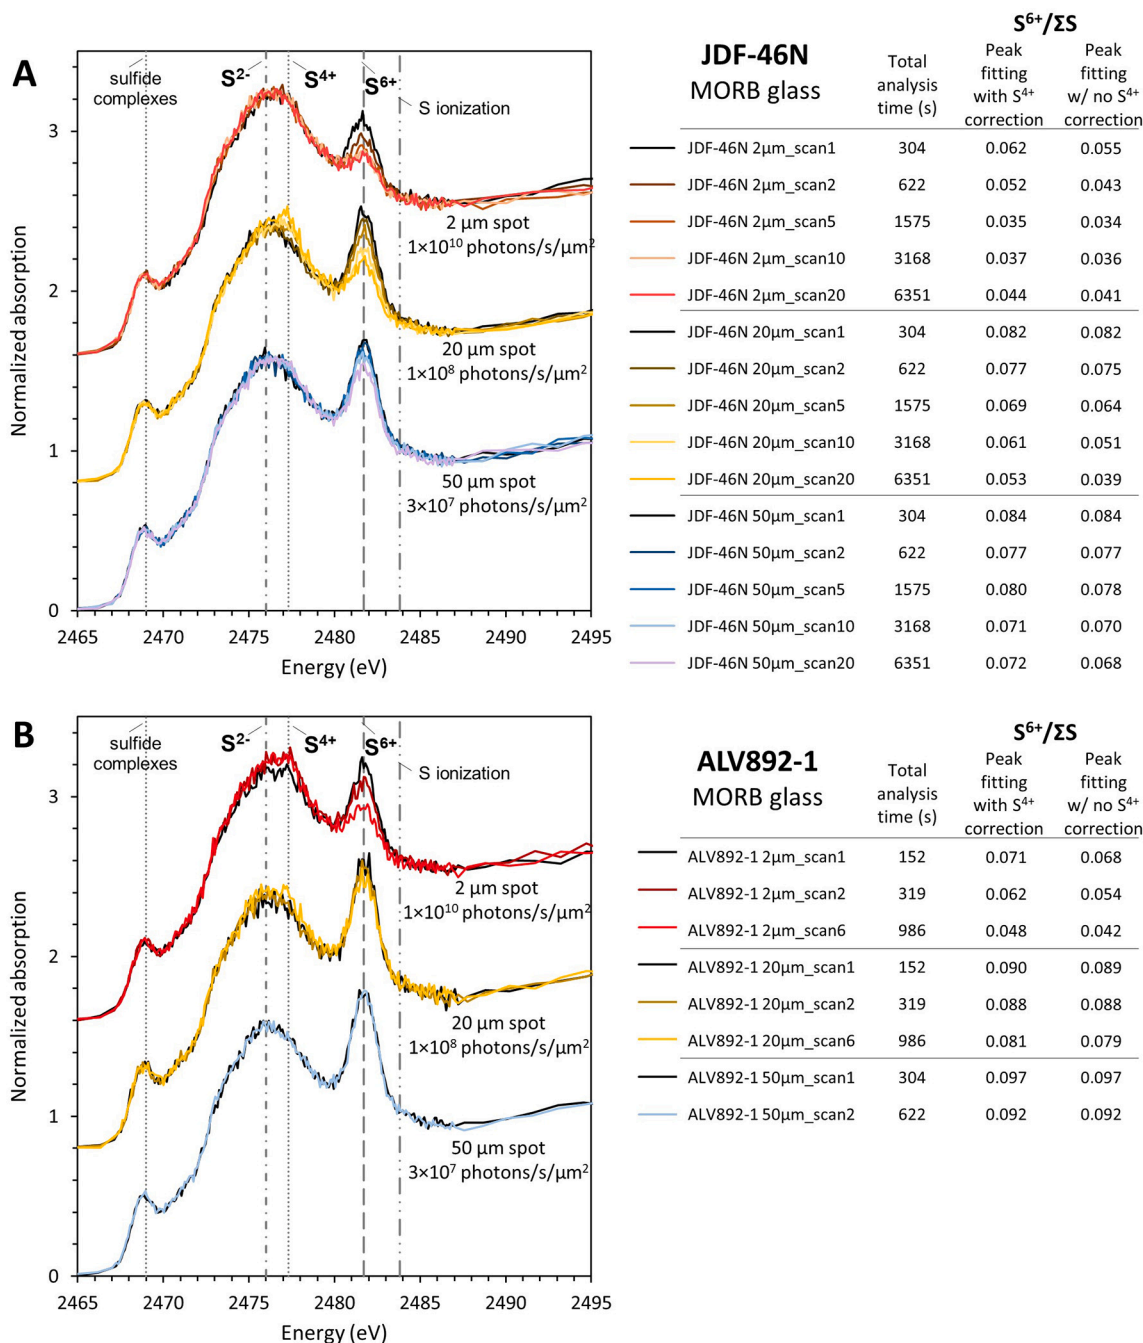 A
sulfide
complexes
S²⁻
S⁴⁺
S⁶⁺
S ionization
3
2
1
0
Normalized absorption
2 µm spot
1×10¹⁰ photons/s/µm²
20 µm spot
1×10⁸ photons/s/µm²
50 µm spot
3×10⁷ photons/s/µm²
2465 2470 2475 2480 2485 2490 2495
Energy (eV)
JDF-46N
MORB glass
Total
analysis
time (s)
S⁶⁺/ΣS
Peak
fitting
with S⁴⁺
correction
Peak
fitting
w/ no S⁴⁺
correction
JDF-46N 2µm_scan1 304 0.062 0.055
JDF-46N 2µm_scan2 622 0.052 0.043
JDF-46N 2µm_scan5 1575 0.035 0.034
JDF-46N 2µm_scan10 3168 0.037 0.036
JDF-46N 2µm_scan20 6351 0.044 0.041
JDF-46N 20µm_scan1 304 0.082 0.082
JDF-46N 20µm_scan2 622 0.077 0.075
JDF-46N 20µm_scan5 1575 0.069 0.064
JDF-46N 20µm_scan10 3168 0.061 0.051
JDF-46N 20µm_scan20 6351 0.053 0.039
JDF-46N 50µm_scan1 304 0.084 0.084
JDF-46N 50µm_scan2 622 0.077 0.077
JDF-46N 50µm_scan5 1575 0.080 0.078
JDF-46N 50µm_scan10 3168 0.071 0.070
JDF-46N 50µm_scan20 6351 0.072 0.068
B
sulfide
complexes
S²⁻
S⁴⁺
S⁶⁺
S ionization
3
2
1
0
Normalized absorption
2 µm spot
1×10¹⁰ photons/s/µm²
20 µm spot
1×10⁸ photons/s/µm²
50 µm spot
3×10⁷ photons/s/µm²
2465 2470 2475 2480 2485 2490 2495
Energy (eV)
ALV892-1
MORB glass
Total
analysis
time (s)
S⁶⁺/ΣS
Peak
fitting
with S⁴⁺
correction
Peak
fitting
w/ no S⁴⁺
correction
ALV892-1 2µm_scan1 152 0.071 0.068
ALV892-1 2µm_scan2 319 0.062 0.054
ALV892-1 2µm_scan6 986 0.048 0.042
ALV892-1 20µm_scan1 152 0.090 0.089
ALV892-1 20µm_scan2 319 0.088 0.088
ALV892-1 20µm_scan6 986 0.081 0.079
ALV892-1 50µm_scan1 304 0.097 0.097
ALV892-1 50µm_scan2 622 0.092 0.092